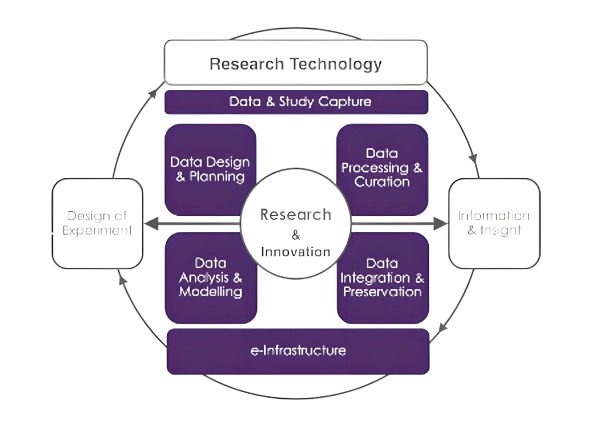 Research Technology
Data & Study Capture
Data Design
& Planning
Data
Processing &
Curation
Design of
Experiment
Research
&
Innovation
Information
& Insight
Data
Analysis &
Modelling
Data
Integration &
Preservation
e-Infrastructure